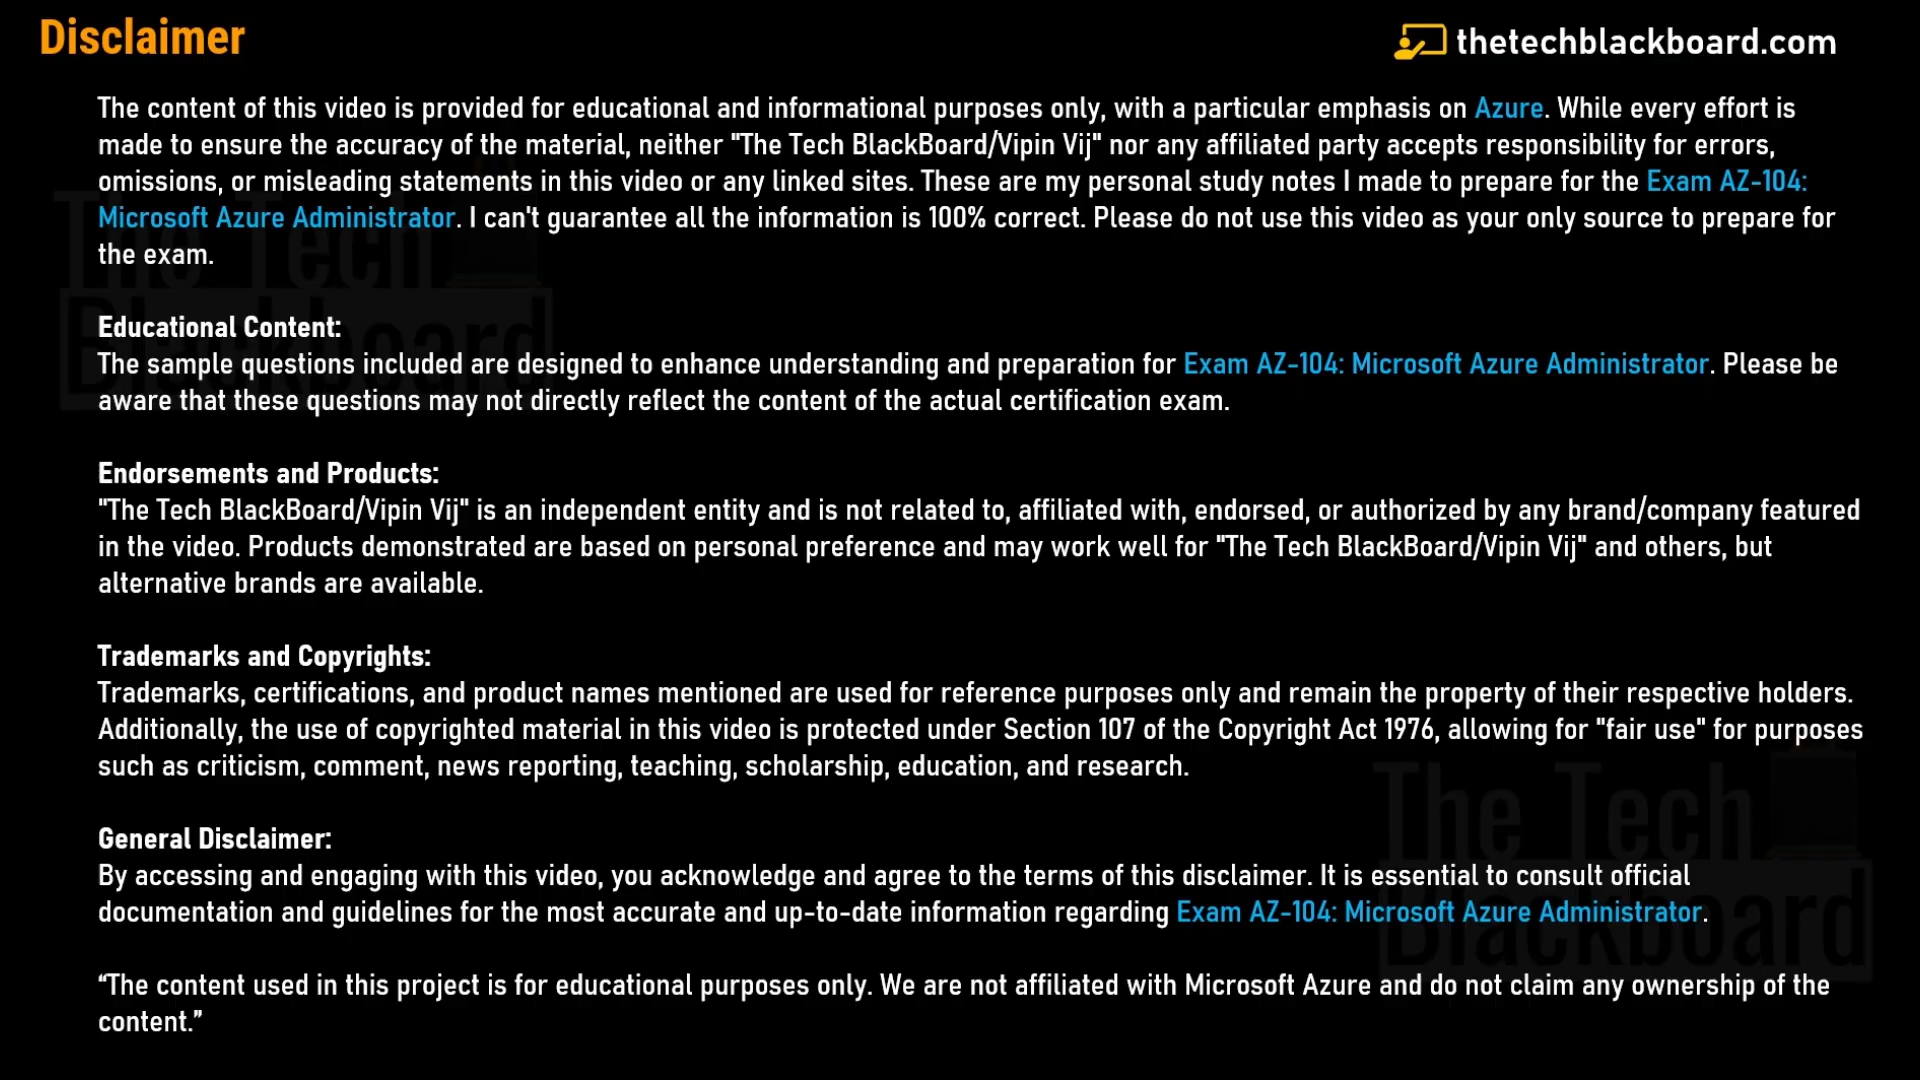 Disclaimer
thetechblackboard.com
The content of this video is provided for educational and informational purposes only, with a particular emphasis on Azure. While every effort is
made to ensure the accuracy of the material, neither "The Tech BlackBoard/Vipin Vij" nor any affiliated party accepts responsibility for errors,
omissions, or misleading statements in this video or any linked sites. These are my personal study notes I made to prepare for the Exam AZ-104:
Microsoft Azure Administrator. I can't guarantee all the information is 100% correct. Please do not use this video as your only source to prepare for
the exam.
Educational Content:
The sample questions included are designed to enhance understanding and preparation for Exam AZ-104: Microsoft Azure Administrator. Please be
aware that these questions may not directly reflect the content of the actual certification exam.
Endorsements and Products:
"The Tech BlackBoard/Vipin Vij" is an independent entity and is not related to, affiliated with, endorsed, or authorized by any brand/company featured
in the video. Products demonstrated are based on personal preference and may work well for "The Tech BlackBoard/Vipin Vij" and others, but
alternative brands are available.
Trademarks and Copyrights:
Trademarks, certifications, and product names mentioned are used for reference purposes only and remain the property of their respective holders.
Additionally, the use of copyrighted material in this video is protected under Section 107 of the Copyright Act 1976, allowing for "fair use" for purposes
such as criticism, comment, news reporting, teaching, scholarship, education, and research.
General Disclaimer:
By accessing and engaging with this video, you acknowledge and agree to the terms of this disclaimer. It is essential to consult official
documentation and guidelines for the most accurate and up-to-date information regarding Exam AZ-104: Microsoft Azure Administrator.
“The content used in this project is for educational purposes only. We are not affiliated with Microsoft Azure and do not claim any ownership of the
content.”
The Tech
Blackboard
The Tech
Blackboard